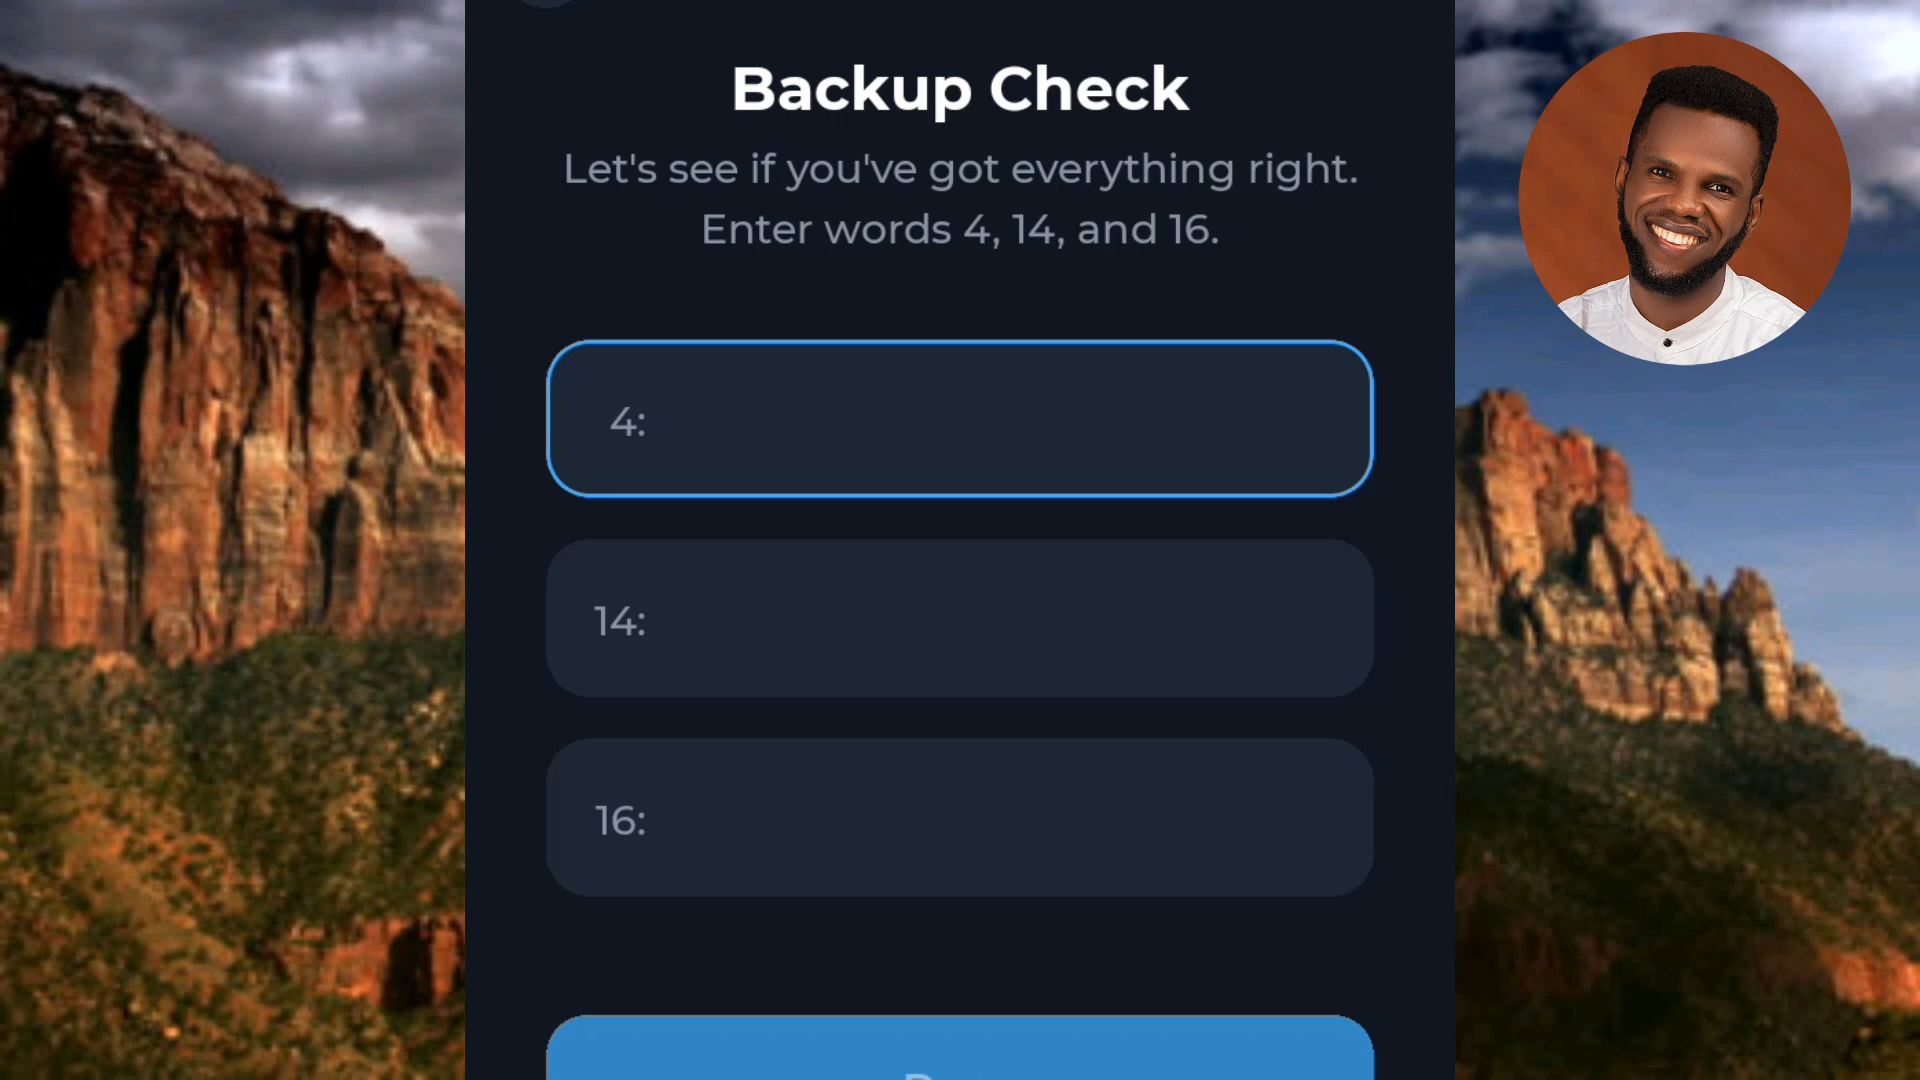 Backup Check
Let's see if you've got everything right.
Enter words 4, 14, and 16.
4:
14:
16: